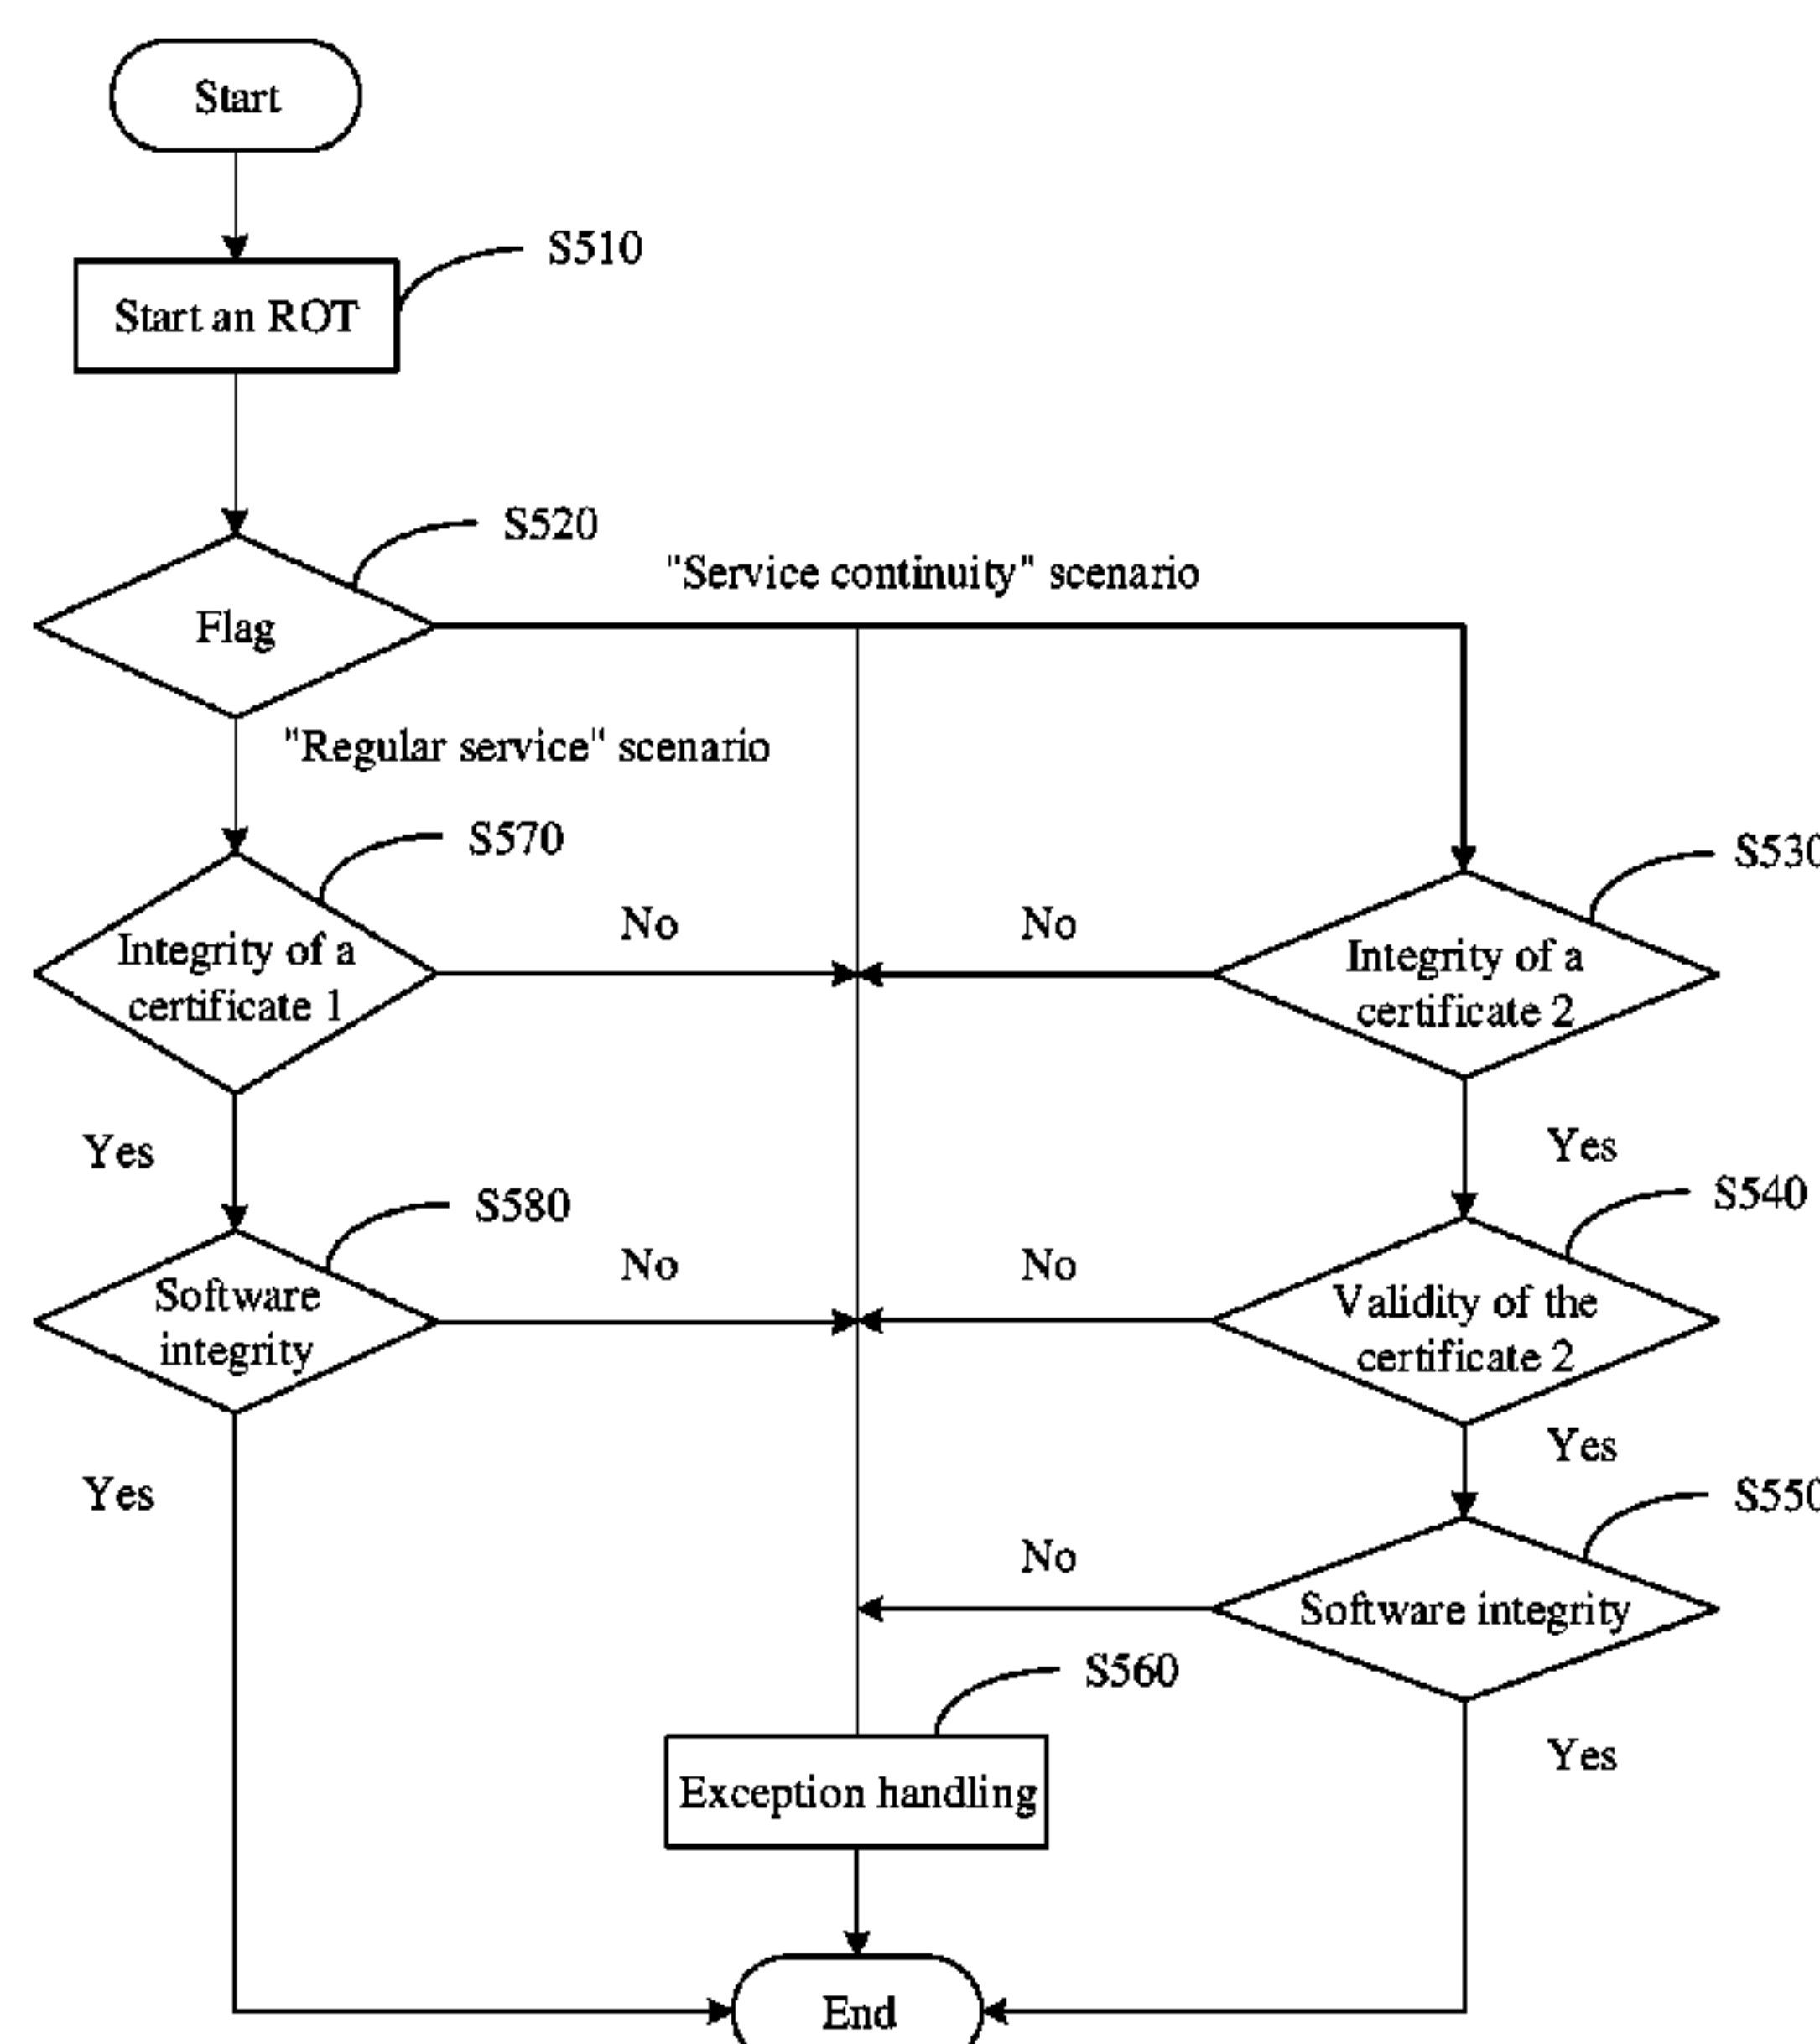 Start
S510
Start an ROT
S520
"Service continuity" scenario
Flag
"Regular service" scenario
S570
S530
No
No
Integrity of a
certificate 1
Integrity of a
certificate 2
Yes
Yes
S580
S540
No
No
Software
integrity
Validity of the
certificate 2
Yes
Yes
S550
No
Software integrity
S560
Yes
Exception handling
End